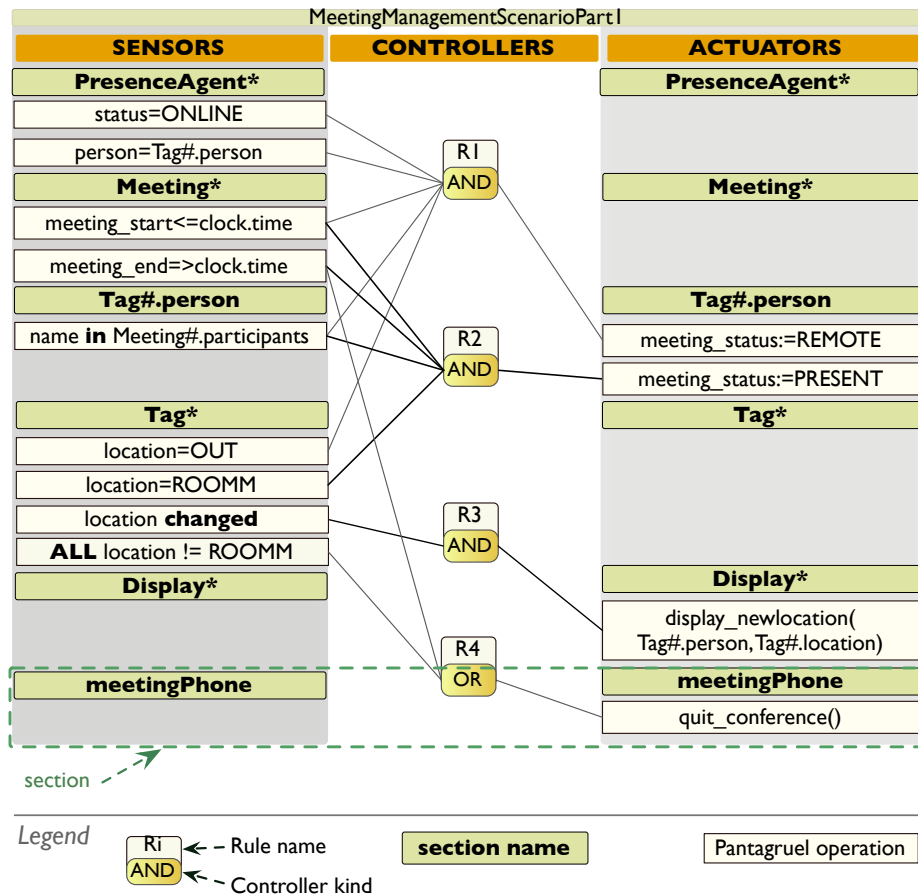 MeetingManagementScenarioPart1
SENSORS
CONTROLLERS
ACTUATORS
PresenceAgent*
PresenceAgent*
status=ONLINE
person=Tag#.person
R1
AND
Meeting*
Meeting*
meeting_start<=clock.time
meeting_end=>clock.time
Tag#.person
Tag#.person
name in Meeting#.participants
R2
AND
meeting_status:=REMOTE
meeting_status:=PRESENT
Tag*
Tag*
location=OUT
location=ROOMM
location changed
R3
AND
ALL location != ROOMM
Display*
Display*
display_newlocation(
Tag#.person,Tag#.location)
R4
OR
meetingPhone
meetingPhone
quit_conference()
section
Legend
Ri
AND
Rule name
Controller kind
section name
Pantagruel operation